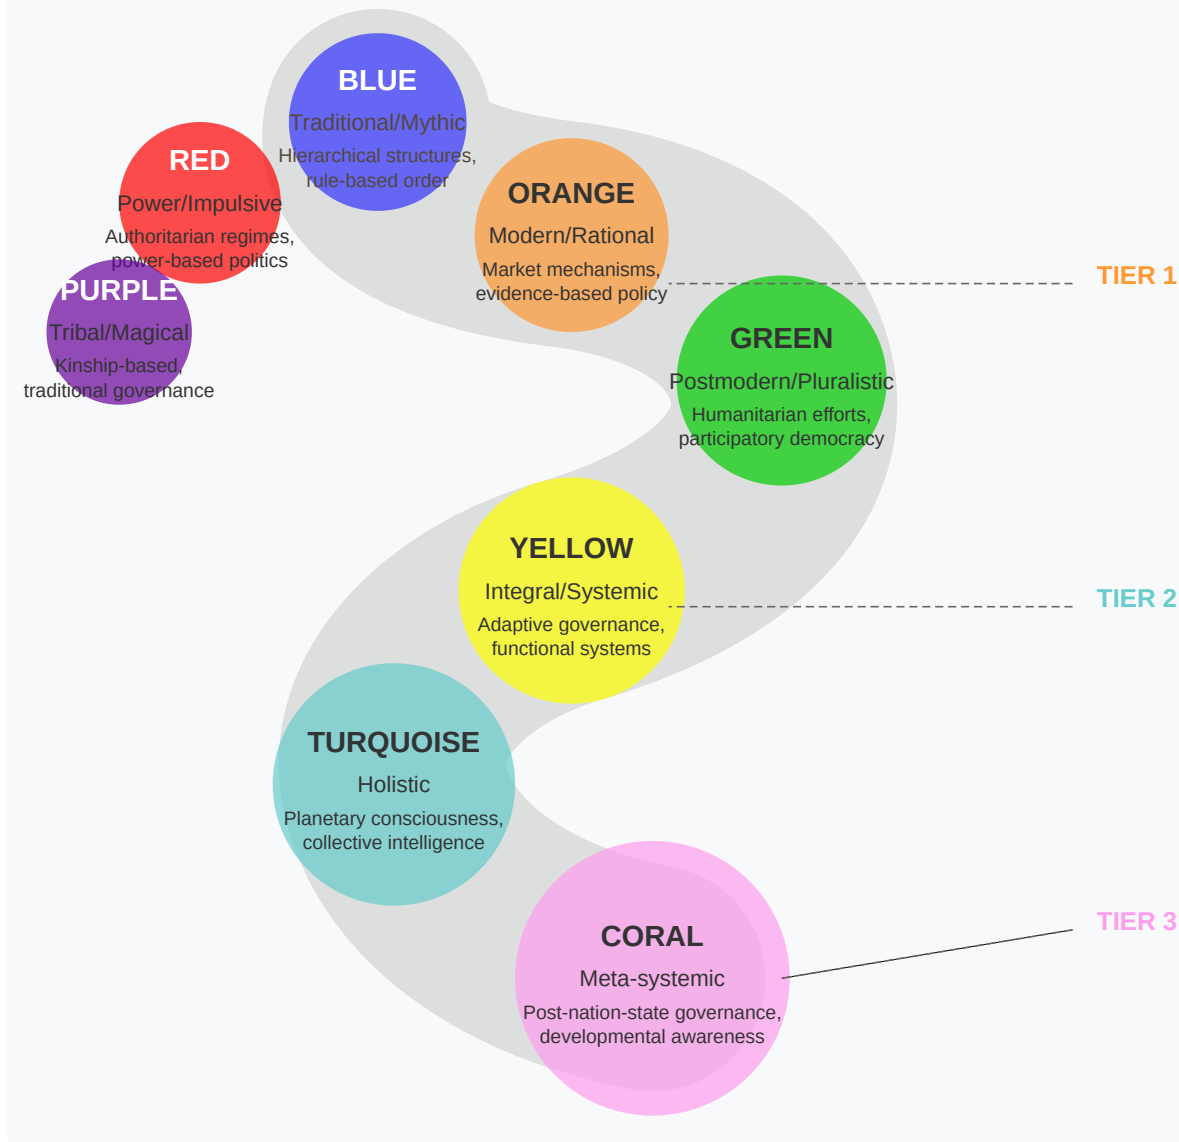 BLUE
Traditional/Mythic
Hierarchical structures,
rule-based order
RED
Power/Impulsive
Authoritarian regimes,
power-based politics
PURPLE
Tribal/Magical
Kinship-based,
traditional governance
ORANGE
Modern/Rational
Market mechanisms,
evidence-based policy
TIER 1
GREEN
Postmodern/Pluralistic
Humanitarian efforts,
participatory democracy
YELLOW
Integral/Systemic
Adaptive governance,
functional systems
TIER 2
TURQUOISE
Holistic
Planetary consciousness,
collective intelligence
CORAL
Meta-systemic
Post-nation-state governance,
developmental awareness
TIER 3